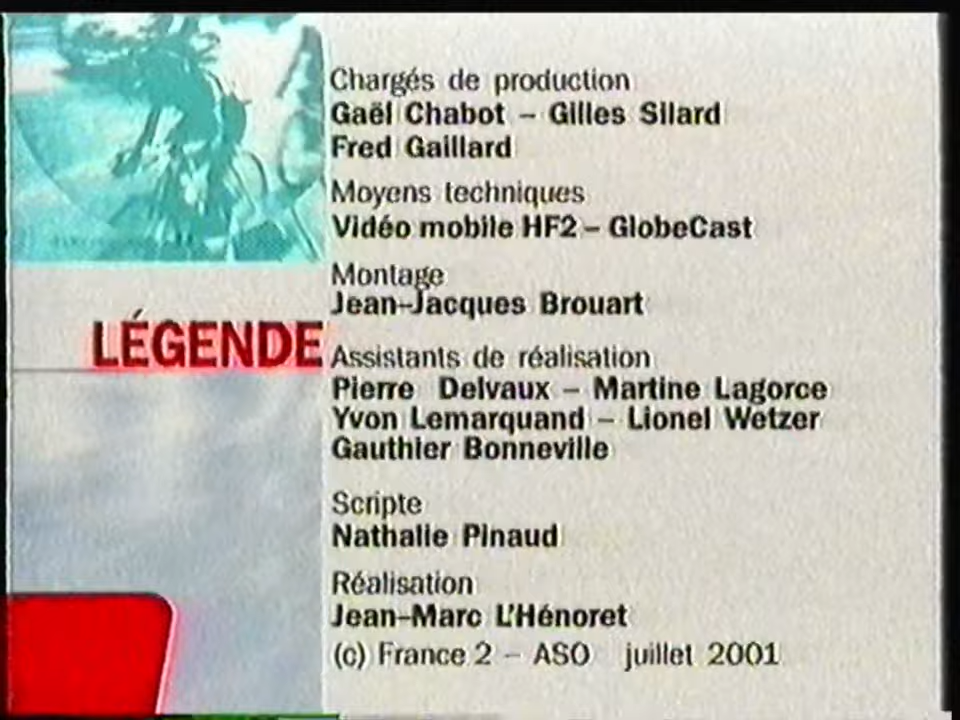 Chargés de production
Gaël Chabot – Gilles Silard
Fred Gaillard
Moyens techniques
Vidéo mobile HF2 – GlobeCast
Montage
Jean-Jacques Brouart
LÉGENDE
Assistants de réalisation
Pierre Delvaux – Martine Lagorce
Yvon Lemarquand – Lionel Wetzer
Gauthier Bonneville
Scripte
Nathalie Pinaud
Réalisation
Jean-Marc L'Hénoret
(c) France 2 – ASO juillet 2001